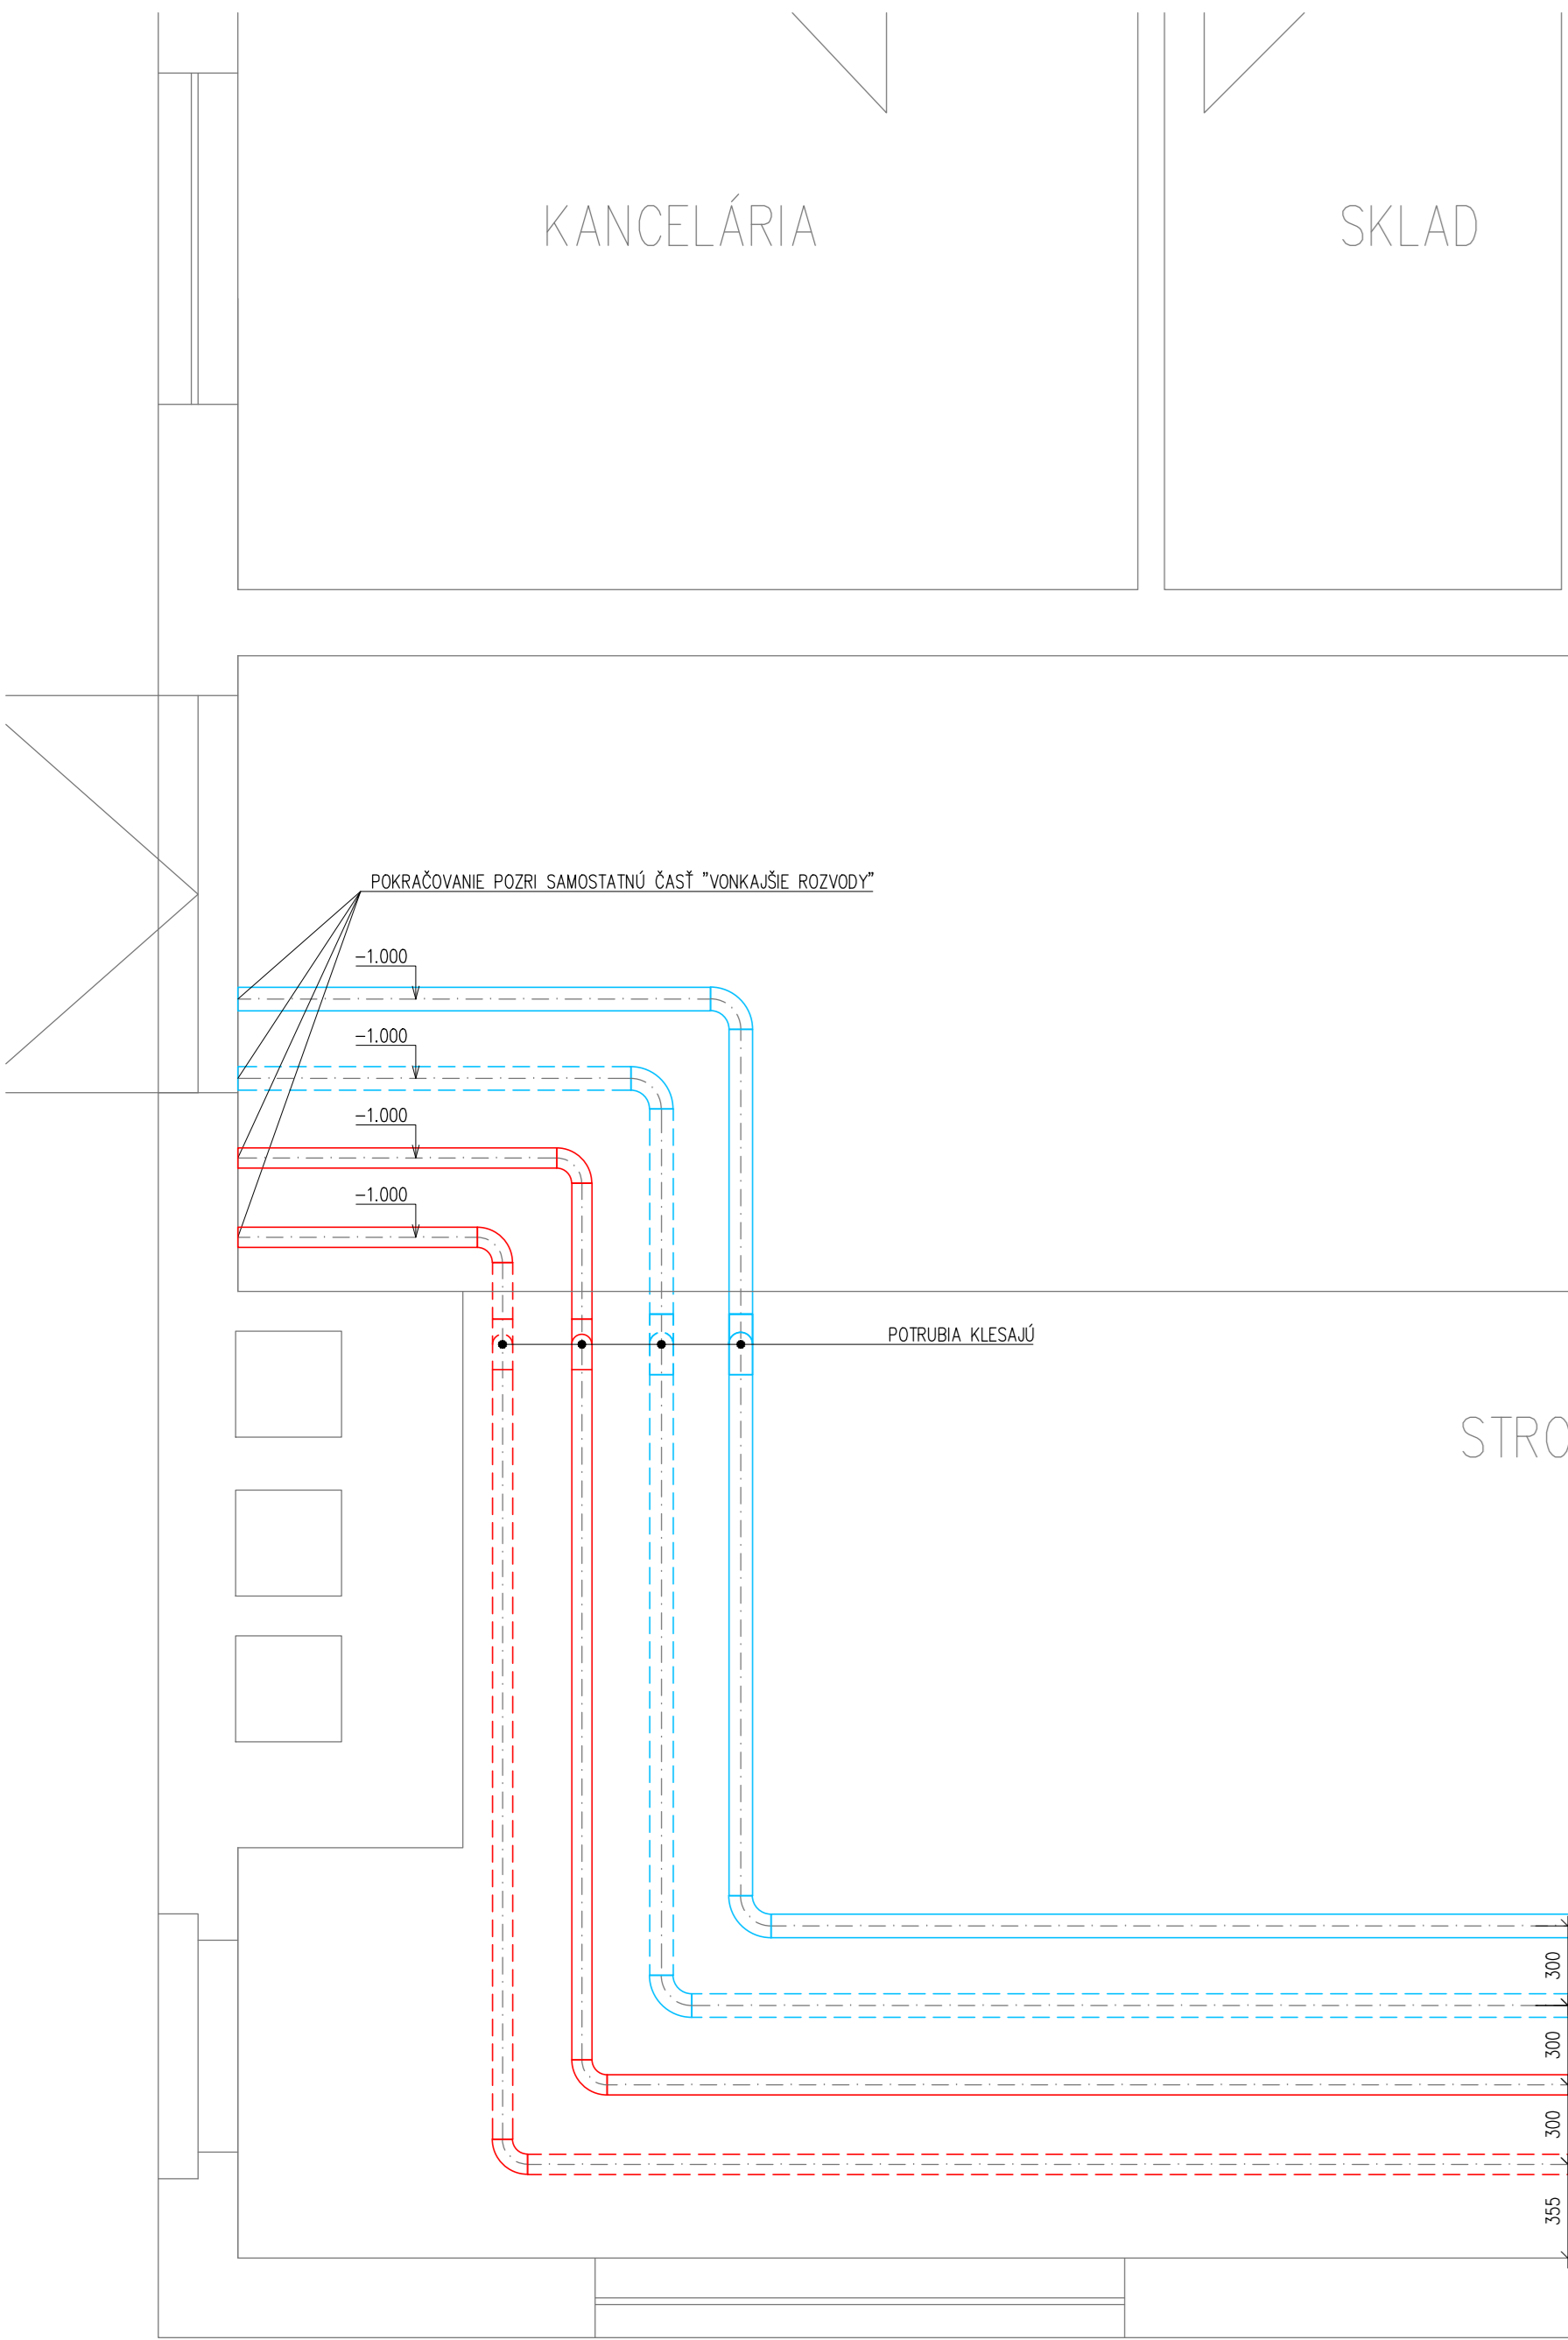 KANCELÁRIA
SKLAD
POKRAČOVANIE POZRI SAMOSTATNÚ ČASŤ "VONKAJŠIE ROZVODY"
-1.000
-1.000
-1.000
-1.000
POTRUBIA KLESAJÚ
STRO
300
300
300
355